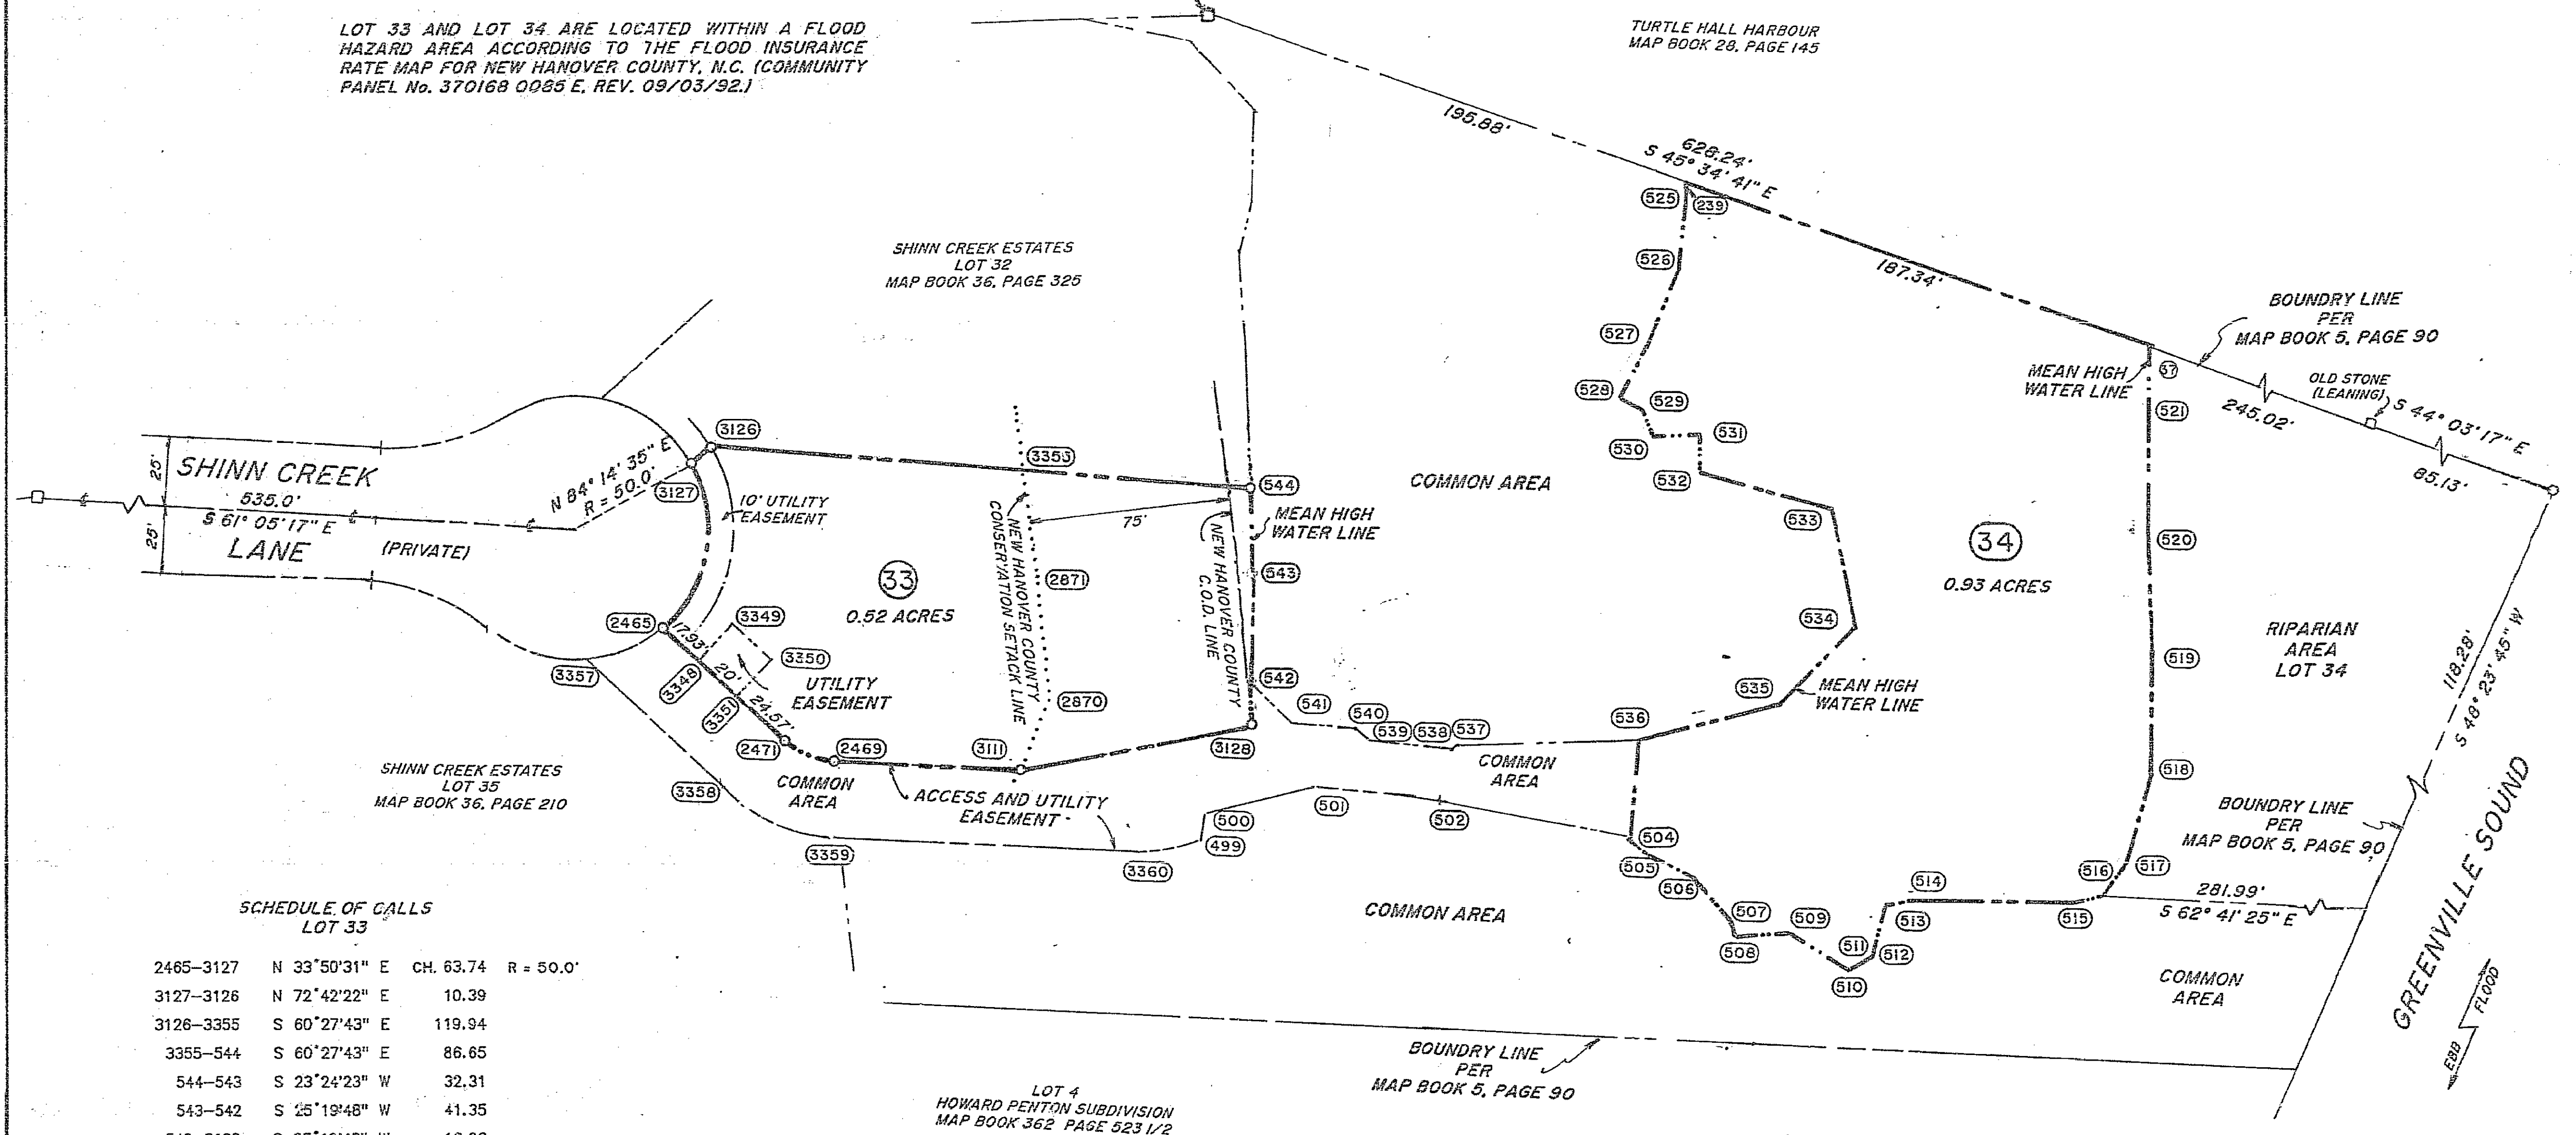 LOT 33 AND LOT 34 ARE LOCATED WITHIN A FLOOD
HAZARD AREA ACCORDING TO THE FLOOD INSURANCE
RATE MAP FOR NEW HANOVER COUNTY, N.C. (COMMUNITY
PANEL No. 370168 0085 E, REV. 09/03/92.)
TURTLE HALL HARBOUR
MAP BOOK 28, PAGE 145
195.88'
628.24'
S 45° 34' 41" E
525
239
526
187.34'
527
528
529
530
531
532
533
534
535
536
SHINN CREEK ESTATES
LOT 32
MAP BOOK 36, PAGE 325
BOUNDRY LINE
PER
MAP BOOK 5, PAGE 90
MEAN HIGH
WATER LINE
37
OLD STONE
(LEANING)
245.02'
S 44° 03' 17" E
85.13'
521
520
519
518
517
516
515
514
513
512
511
510
509
508
507
506
505
504
502
501
500
499
25'
25'
SHINN CREEK
535.0'
S 61° 05' 17" E
LANE
(PRIVATE)
N 84° 14' 35" E
R = 50.0'
3126
3127
10' UTILITY
EASEMENT
3355
544
75'
NEW HANOVER COUNTY
CONSERVATION SETACK LINE
NEW HANOVER COUNTY
C.O.D. LINE
MEAN HIGH
WATER LINE
543
542
541
540
539
538
537
COMMON AREA
33
0.52 ACRES
2871
2870
34
0.93 ACRES
RIPARIAN
AREA
LOT 34
2465
17.93'
3349
3348
20'
3350
UTILITY
EASEMENT
3351
24.57'
2471
2469
3111
3128
3357
3358
3359
3360
COMMON
AREA
ACCESS AND UTILITY
EASEMENT
SHINN CREEK ESTATES
LOT 35
MAP BOOK 36, PAGE 210
MEAN HIGH
WATER LINE
COMMON
AREA
COMMON AREA
118.28'
S 48° 23' 45" W
BOUNDRY LINE
PER
MAP BOOK 5, PAGE 90
281.99'
S 62° 41' 25" E
GREENVILLE SOUND
EBB
FLOOD
COMMON
AREA
BOUNDRY LINE
PER
MAP BOOK 5, PAGE 90
LOT 4
HOWARD PENTON SUBDIVISION
MAP BOOK 362 PAGE 523 1/2
SCHEDULE OF CALLS
LOT 33
2465–3127 N 33°50'31" E CH. 63.74 R = 50.0'
3127–3126 N 72°42'22" E 10.39
3126–3355 S 60°27'43" E 119.94
3355–544 S 60°27'43" E 86.65
544–543 S 23°24'23" W 32.31
543–542 S 25°19'48" W 41.35